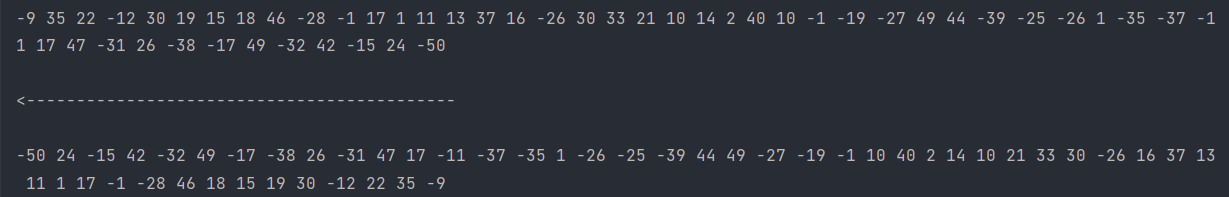 -9 35 22 -12 30 19 15 18 46 -28 -1 17 1 11 13 37 16 -26 30 33 21 10 14 2 40 10 -1 -19 -27 49 44 -39 -25 -26 1 -35 -37 -1
1 17 47 -31 26 -38 -17 49 -32 42 -15 24 -50
<-------------------------------------------
-50 24 -15 42 -32 49 -17 -38 26 -31 47 17 -11 -37 -35 1 -26 -25 -39 44 49 -27 -19 -1 10 40 2 14 10 21 33 30 -26 16 37 13
11 1 17 -1 -28 46 18 15 19 30 -12 22 35 -9